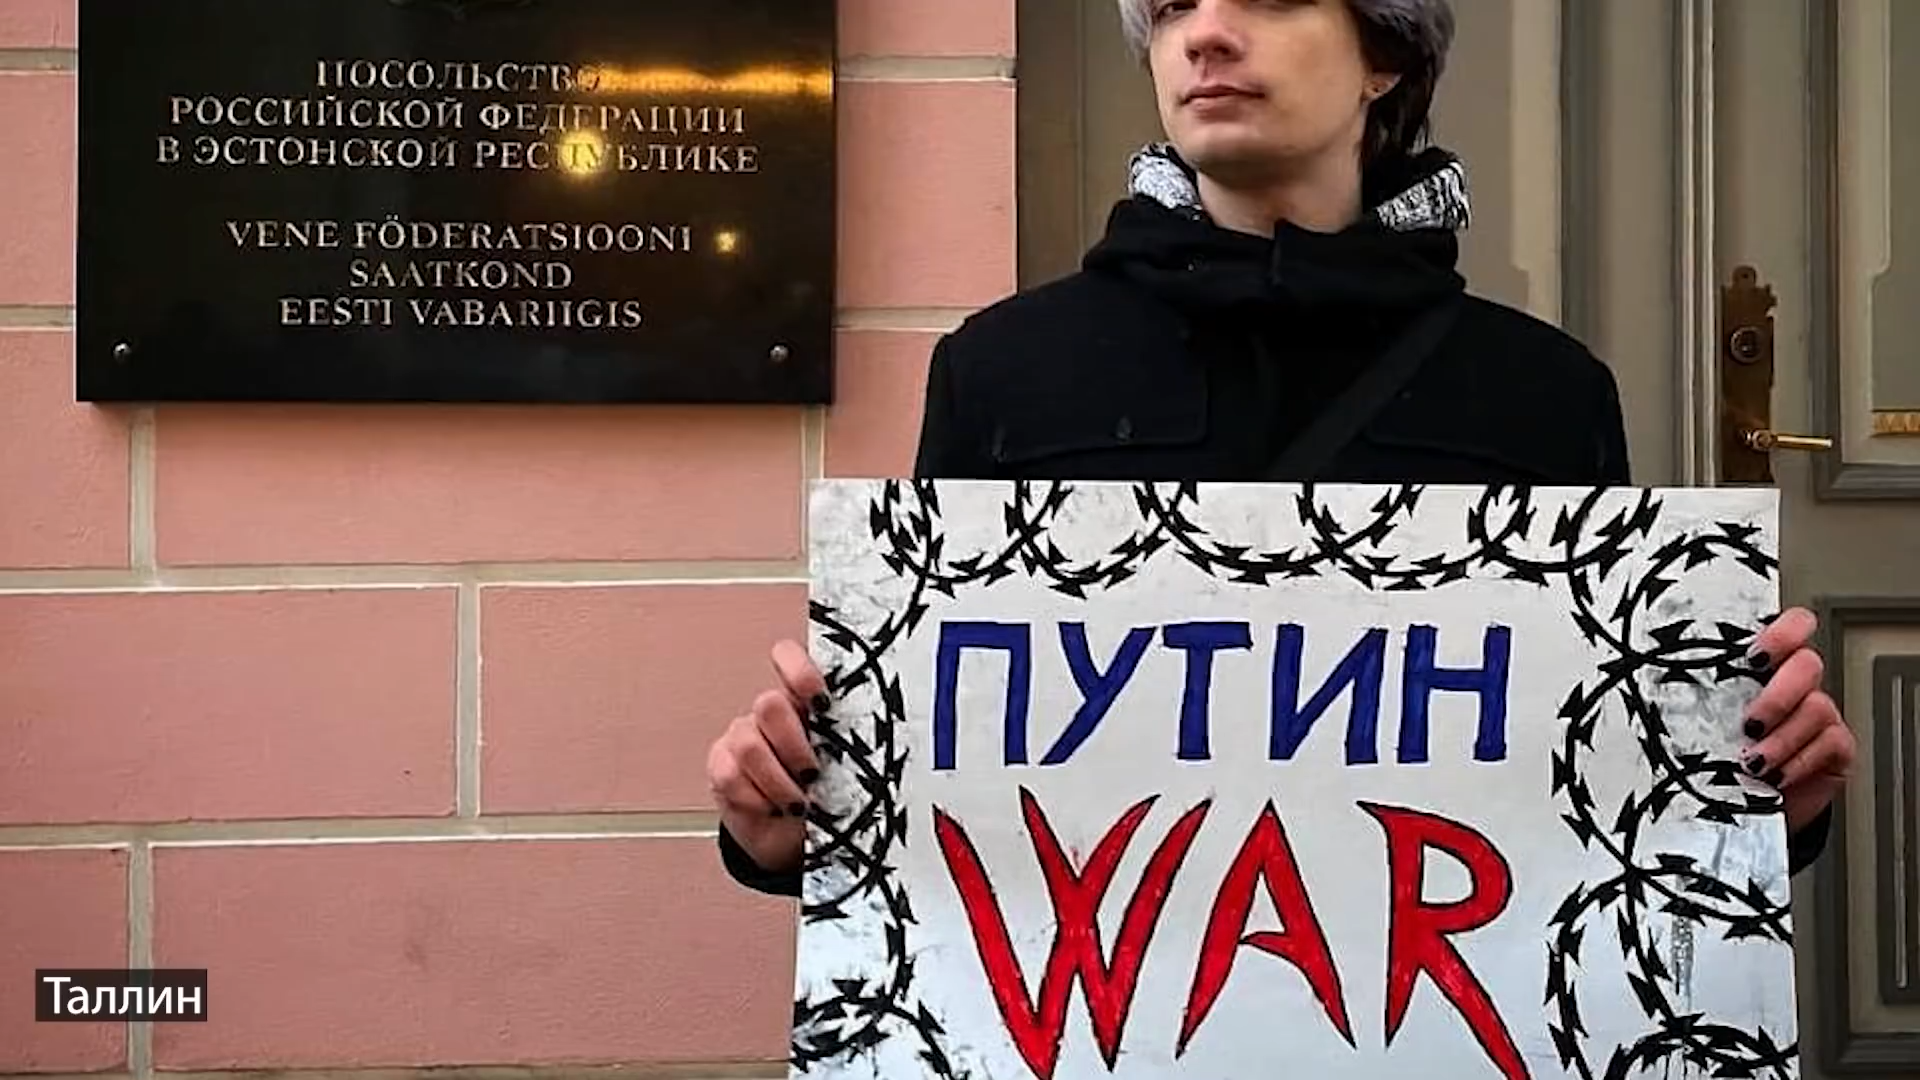 ПОСОЛЬСТВО
РОССИЙСКОЙ ФЕДЕРАЦИИ
В ЭСТОНСКОЙ РЕСПУБЛИКЕ
VENE FÖDERATSIOONI
SAATKOND
EESTI VABARIIGIS
ПУТИН
WAR
Таллин